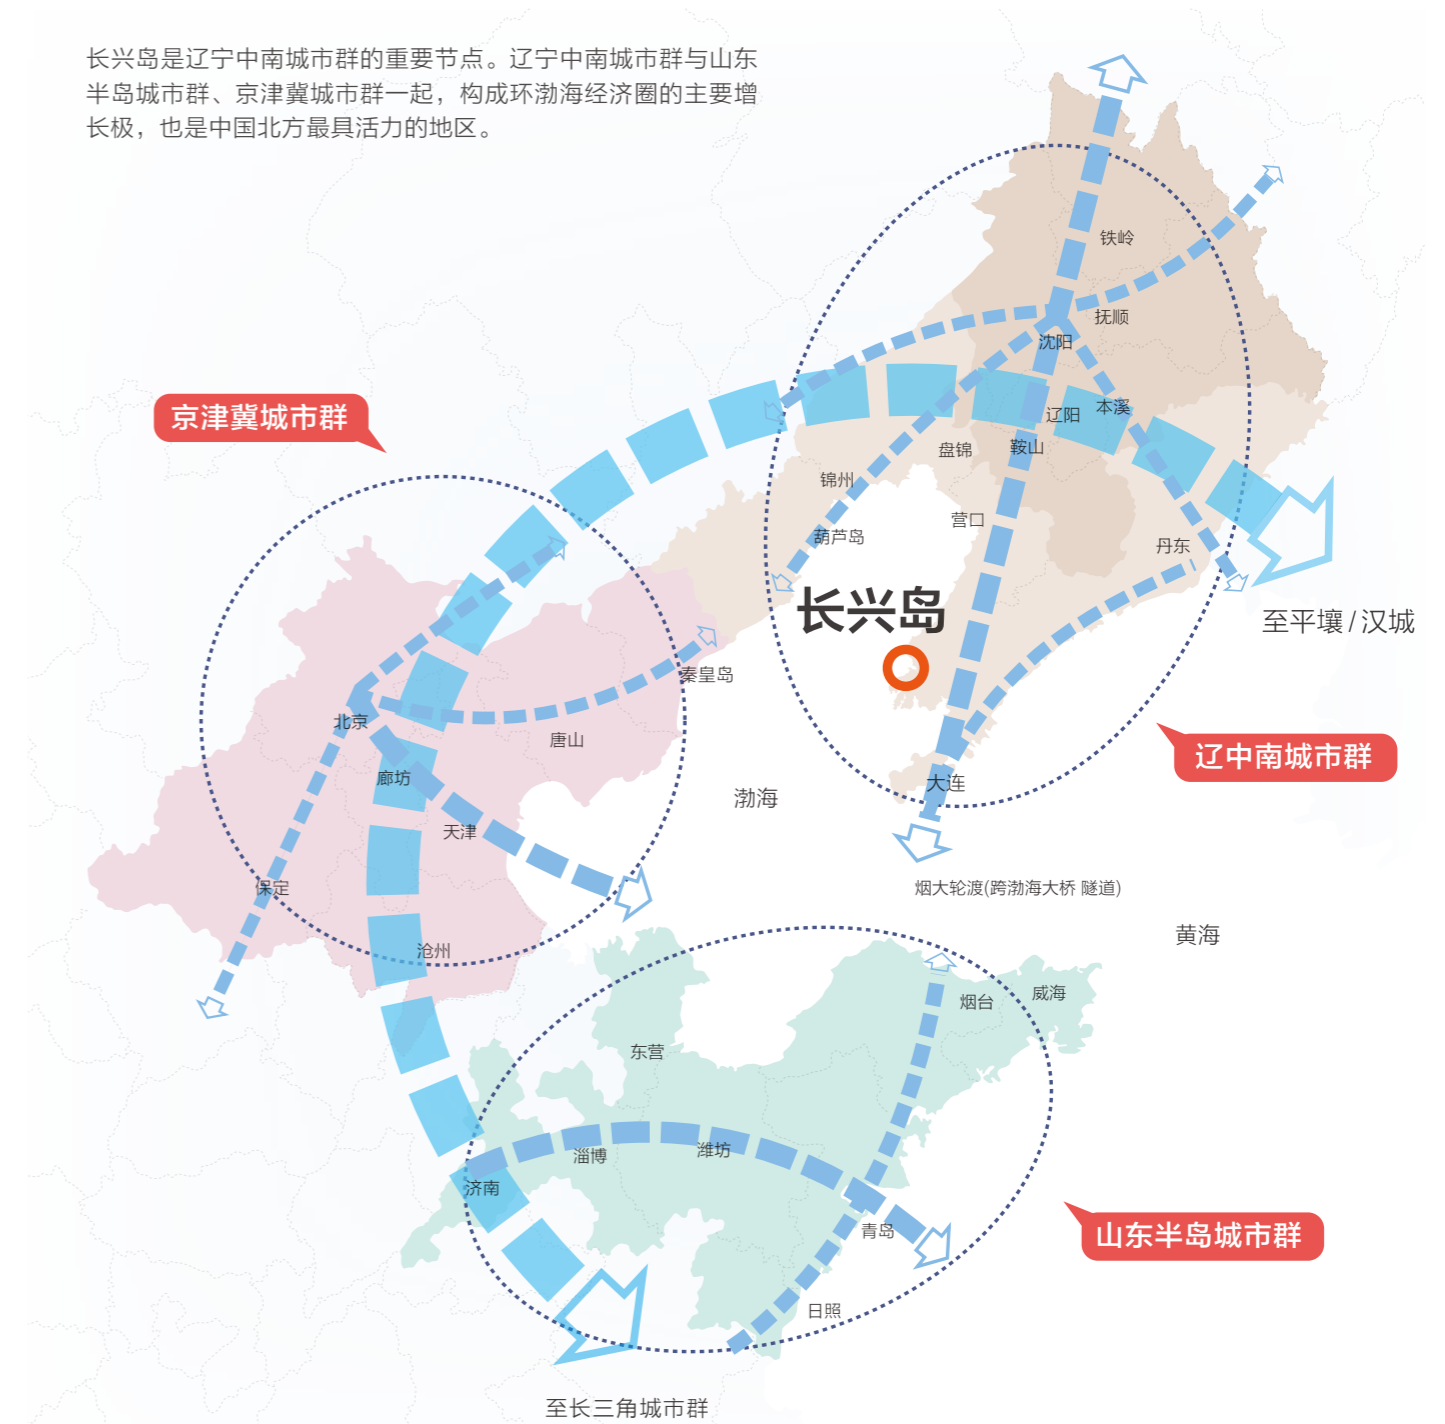 长兴岛是辽宁中南城市群的重要节点。辽宁中南城市群与山东
半岛城市群、京津冀城市群一起，构成环渤海经济圈的主要增
长极，也是中国北方最具活力的地区。
铁岭
抚顺
沈阳
京津冀城市群
本溪
辽阳
鞍山
盘锦
锦州
营口
葫芦岛
丹东
长兴岛
至平壤/汉城
秦皇岛
北京
唐山
辽中南城市群
廊坊
大连
渤海
天津
保定
烟大轮渡(跨渤海大桥 隧道)
黄海
沧州
威海
烟台
东营
潍坊
淄博
济南
青岛
山东半岛城市群
日照
至长三角城市群